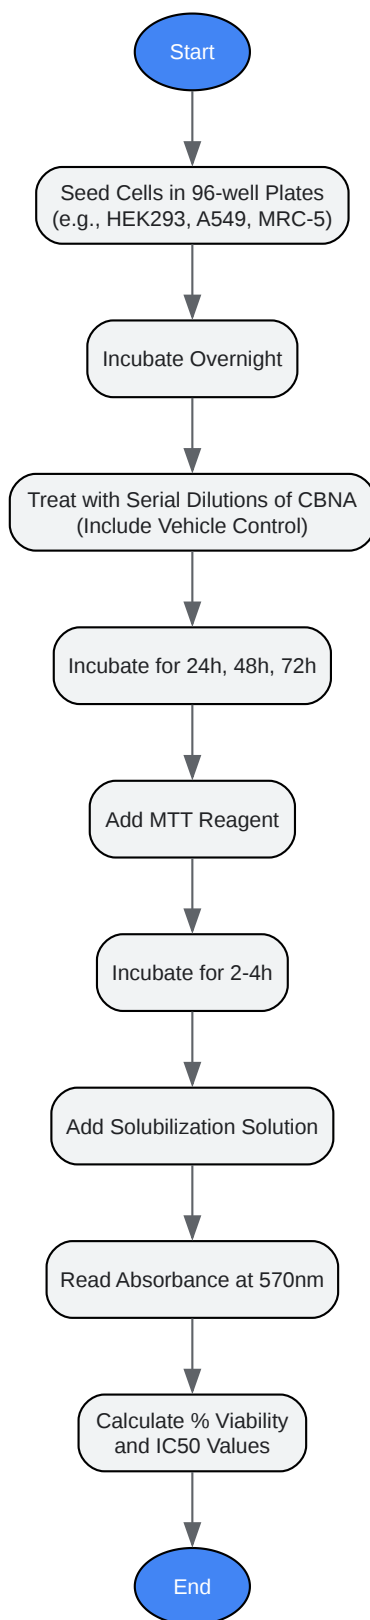 Start
Seed Cells in 96-well Plates
(e.g., HEK293, A549, MRC-5)
Incubate Overnight
Treat with Serial Dilutions of CBNA
(Include Vehicle Control)
Incubate for 24h, 48h, 72h
Add MTT Reagent
Incubate for 2-4h
Add Solubilization Solution
Read Absorbance at 570nm
Calculate % Viability
and IC50 Values
End